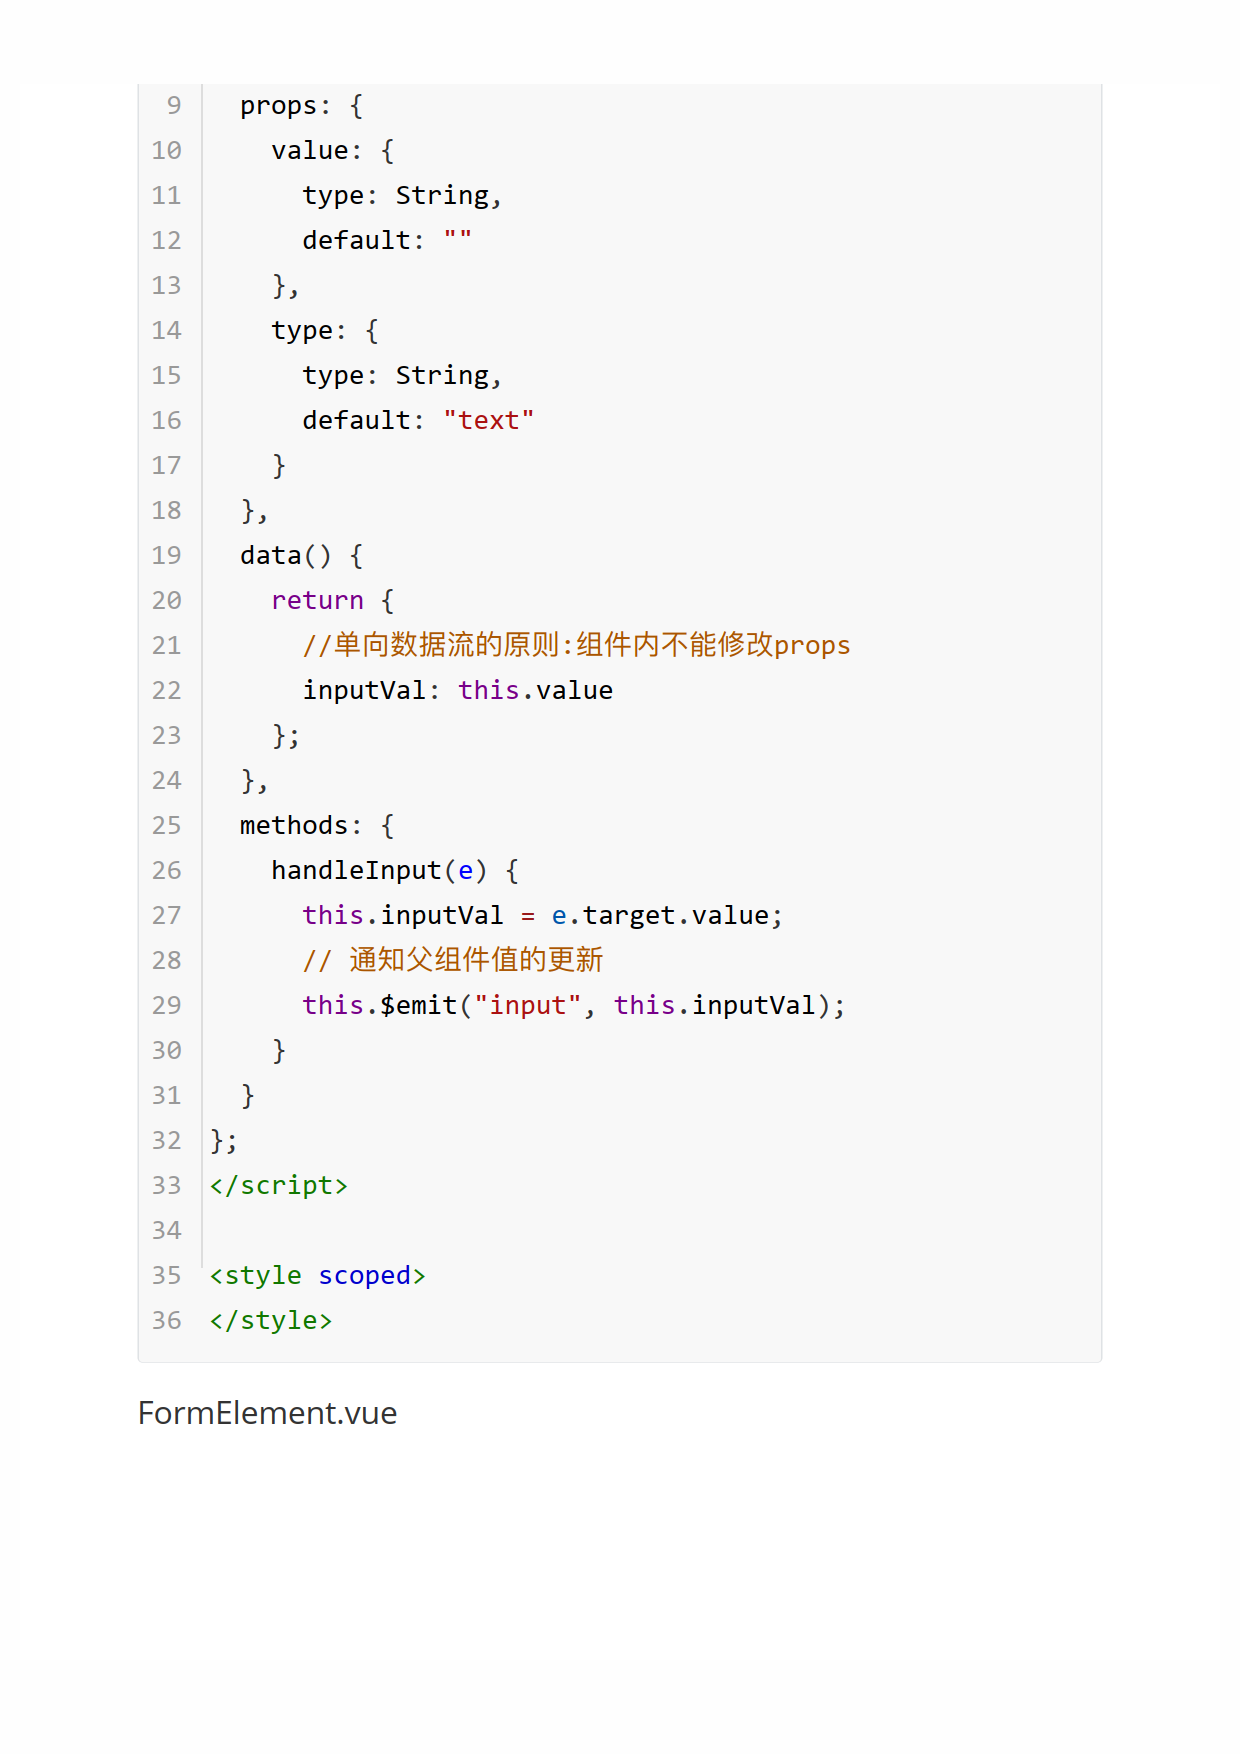 9 props: {
10 value: {
11 type: String,
12 default: ""
13 },
14 type: {
15 type: String,
16 default: "text"
17 }
18 },
19 data() {
20 return {
21 //单向数据流的原则:组件内不能修改props
22 inputVal: this.value
23 };
24 },
25 methods: {
26 handleInput(e) {
27 this.inputVal = e.target.value;
28 // 通知父组件值的更新
29 this.$emit("input", this.inputVal);
30 }
31 }
32 };
33 </script>
34
35 <style scoped>
36 </style>
FormElement.vue